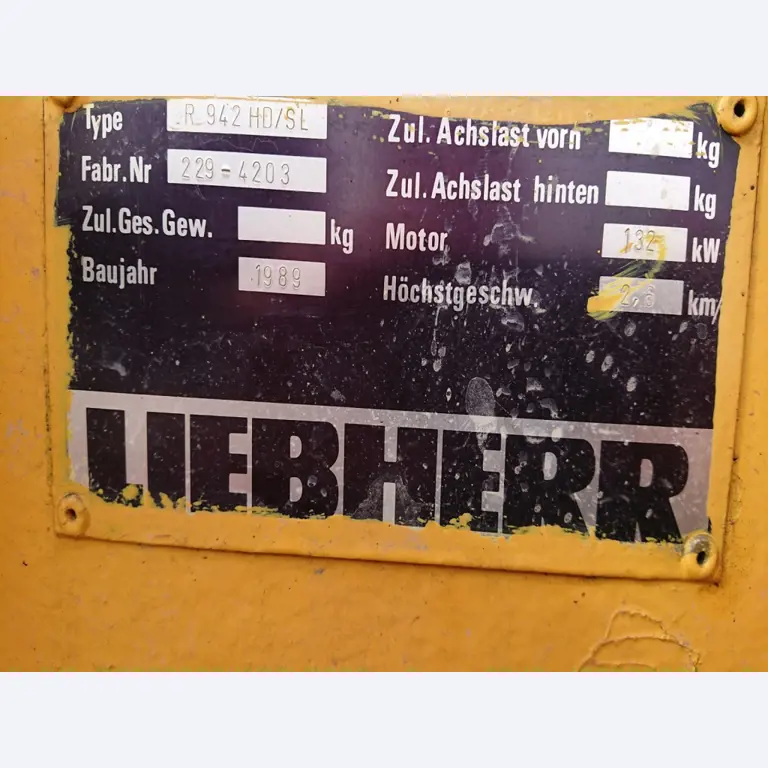 Type R 942 HD/SL
Fabr.Nr 229-4203
Zul.Ges.Gew. kg
Baujahr 1989
Zul. Achslast vorn kg
Zul. Achslast hinten kg
Motor 132 kW
Höchstgeschw. km/
LIEBHERR